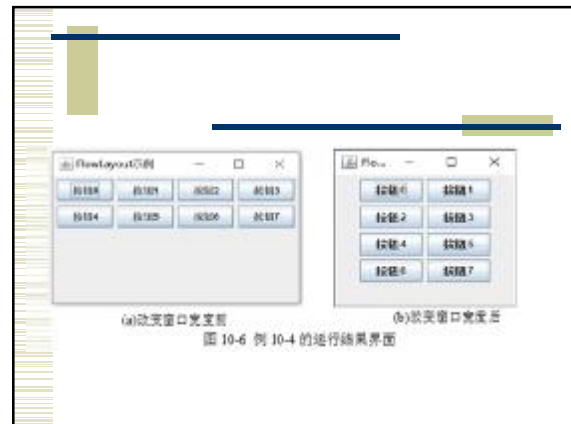 FlowLayout示例
按钮0 按钮1 按钮2 按钮3
按钮4 按钮5 按钮6 按钮7
Flo...
按钮0 按钮1
按钮2 按钮3
按钮4 按钮5
按钮6 按钮7
(a)改变窗口宽度前
(b)改变窗口宽度后
图 10-6 例 10-4 的运行结果界面